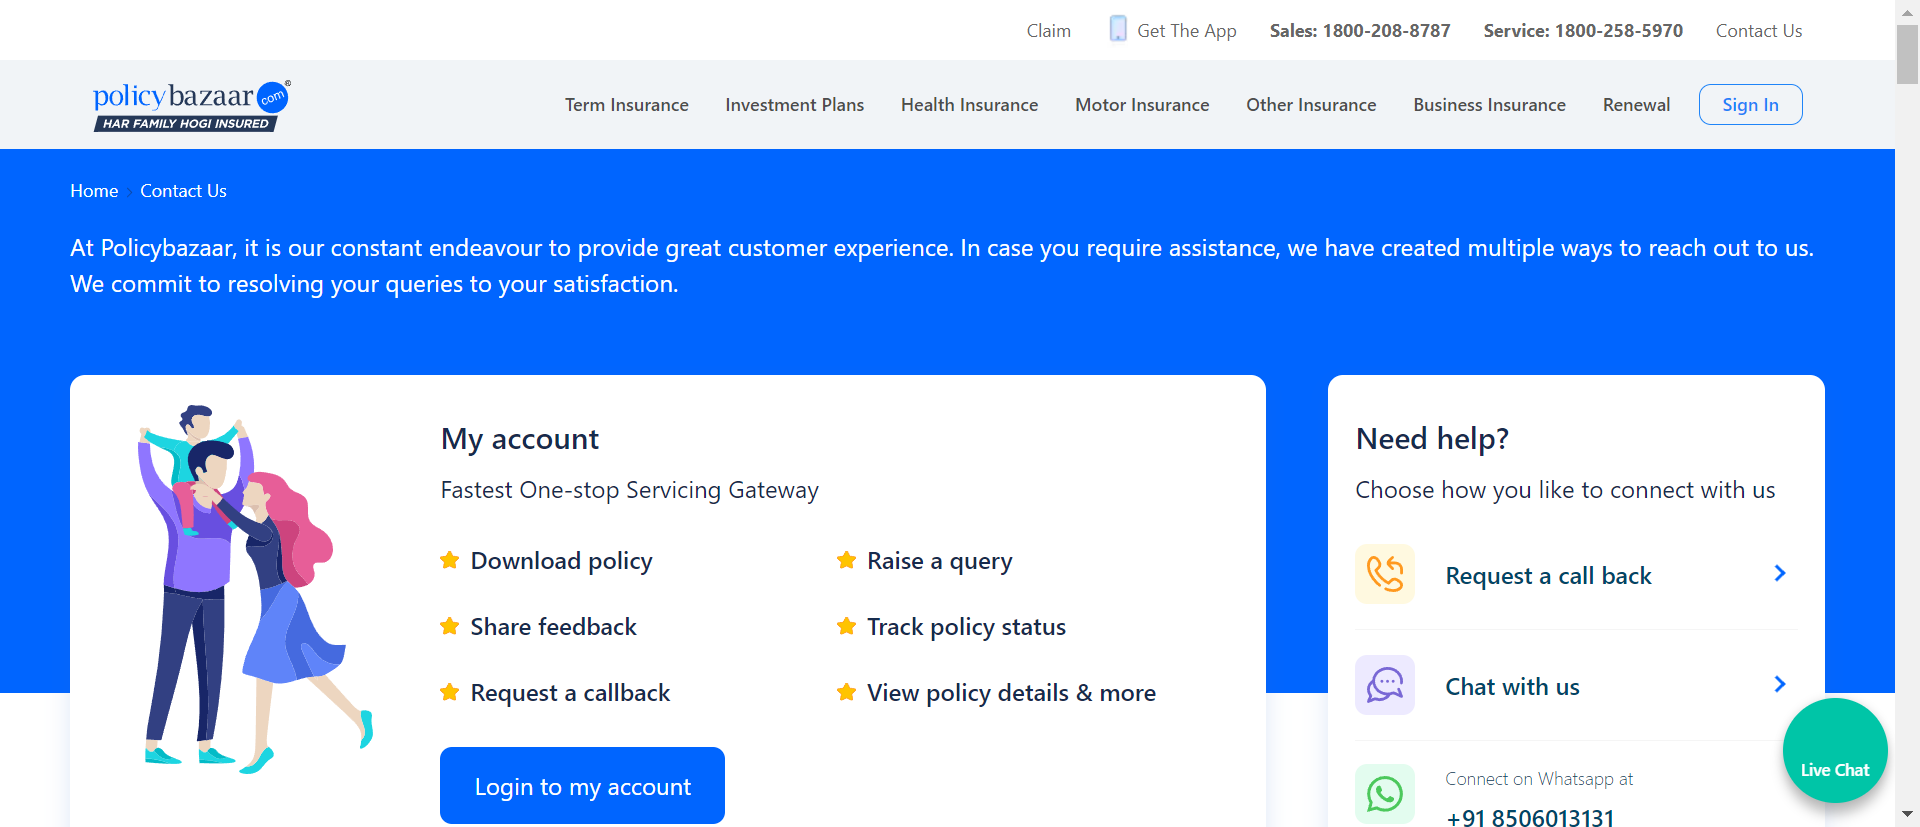 Claim
Get The App
Sales: 1800-208-8787
Service: 1800-258-5970
Contact Us
policybazaar com ®
HAR FAMILY HOGI INSURED
Term Insurance
Investment Plans
Health Insurance
Motor Insurance
Other Insurance
Business Insurance
Renewal
Sign In
Home › Contact Us
At Policybazaar, it is our constant endeavour to provide great customer experience. In case you require assistance, we have created multiple ways to reach out to us.
We commit to resolving your queries to your satisfaction.
My account
Fastest One-stop Servicing Gateway
Download policy
Raise a query
Share feedback
Track policy status
Request a callback
View policy details & more
Login to my account
Need help?
Choose how you like to connect with us
Request a call back
Chat with us
Connect on Whatsapp at
+91 8506013131
Live Chat